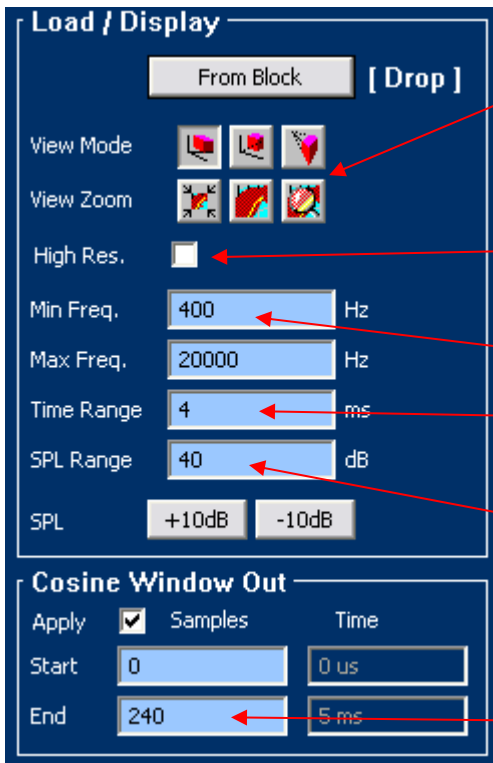 Load / Display
From Block [ Drop ]
View Mode
View Zoom
High Res.
Min Freq. 400 Hz
Max Freq. 20000 Hz
Time Range 4 ms
SPL Range 40 dB
SPL +10dB -10dB
Cosine Window Out
Apply Samples Time
Start 0 0 us
End 240 5 ms